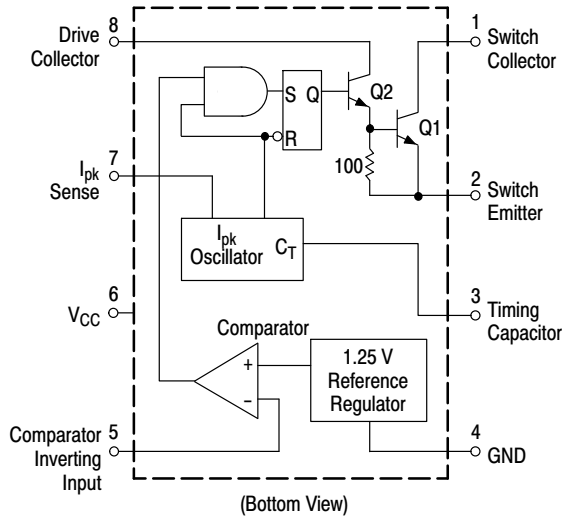 8
Drive
Collector
1
Switch
Collector
S
Q
R
Q2
Q1
100
7
Ipk
Sense
2
Switch
Emitter
Ipk
Oscillator
CT
6
VCC
3
Timing
Capacitor
Comparator
+
−
1.25 V
Reference
Regulator
5
Comparator
Inverting
Input
4
GND
(Bottom View)